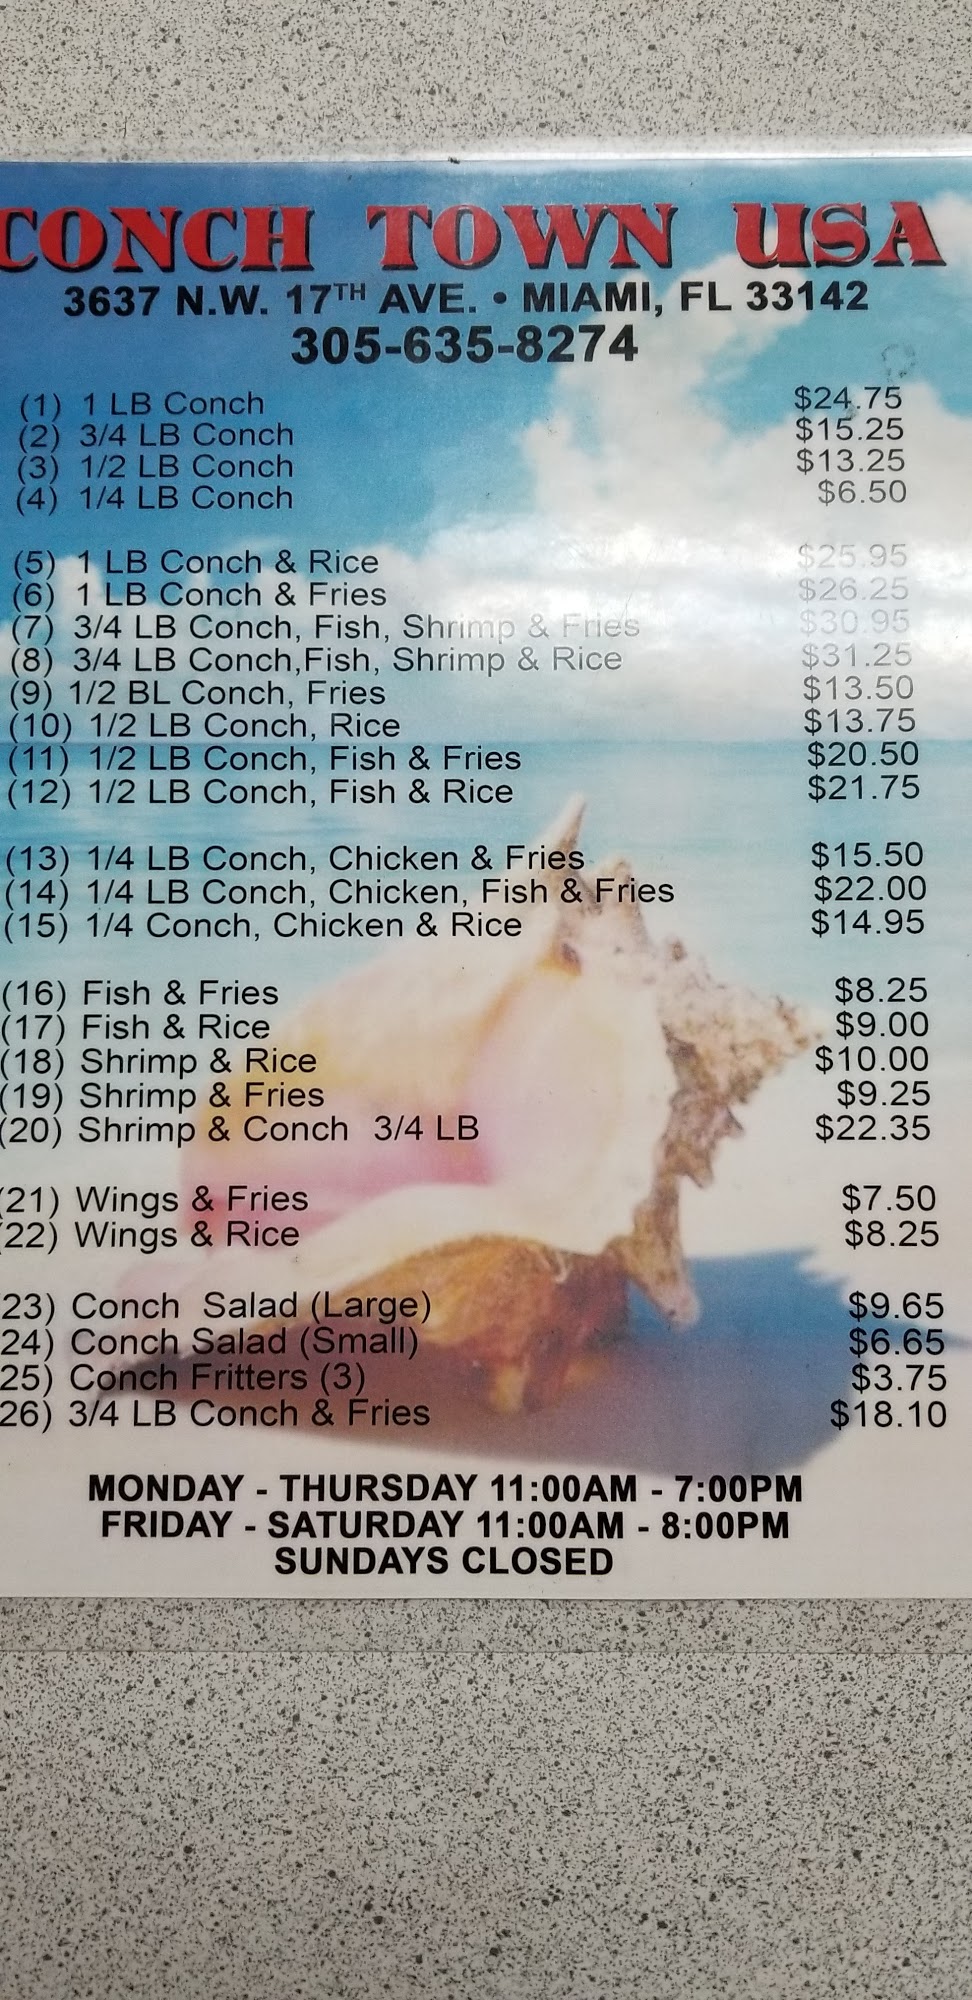 CONCH TOWN USA
3637 N.W. 17TH AVE. • MIAMI, FL 33142
305-635-8274
(1) 1 LB Conch $24.75
(2) 3/4 LB Conch $15.25
(3) 1/2 LB Conch $13.25
(4) 1/4 LB Conch $6.50
(5) 1 LB Conch & Rice $25.95
(6) 1 LB Conch & Fries $26.25
(7) 3/4 LB Conch, Fish, Shrimp & Fries $30.95
(8) 3/4 LB Conch,Fish, Shrimp & Rice $31.25
(9) 1/2 BL Conch, Fries $13.50
(10) 1/2 LB Conch, Rice $13.75
(11) 1/2 LB Conch, Fish & Fries $20.50
(12) 1/2 LB Conch, Fish & Rice $21.75
(13) 1/4 LB Conch, Chicken & Fries $15.50
(14) 1/4 LB Conch, Chicken, Fish & Fries $22.00
(15) 1/4 Conch, Chicken & Rice $14.95
(16) Fish & Fries $8.25
(17) Fish & Rice $9.00
(18) Shrimp & Rice $10.00
(19) Shrimp & Fries $9.25
(20) Shrimp & Conch 3/4 LB $22.35
(21) Wings & Fries $7.50
(22) Wings & Rice $8.25
23) Conch Salad (Large) $9.65
24) Conch Salad (Small) $6.65
25) Conch Fritters (3) $3.75
26) 3/4 LB Conch & Fries $18.10
MONDAY - THURSDAY 11:00AM - 7:00PM
FRIDAY - SATURDAY 11:00AM - 8:00PM
SUNDAYS CLOSED